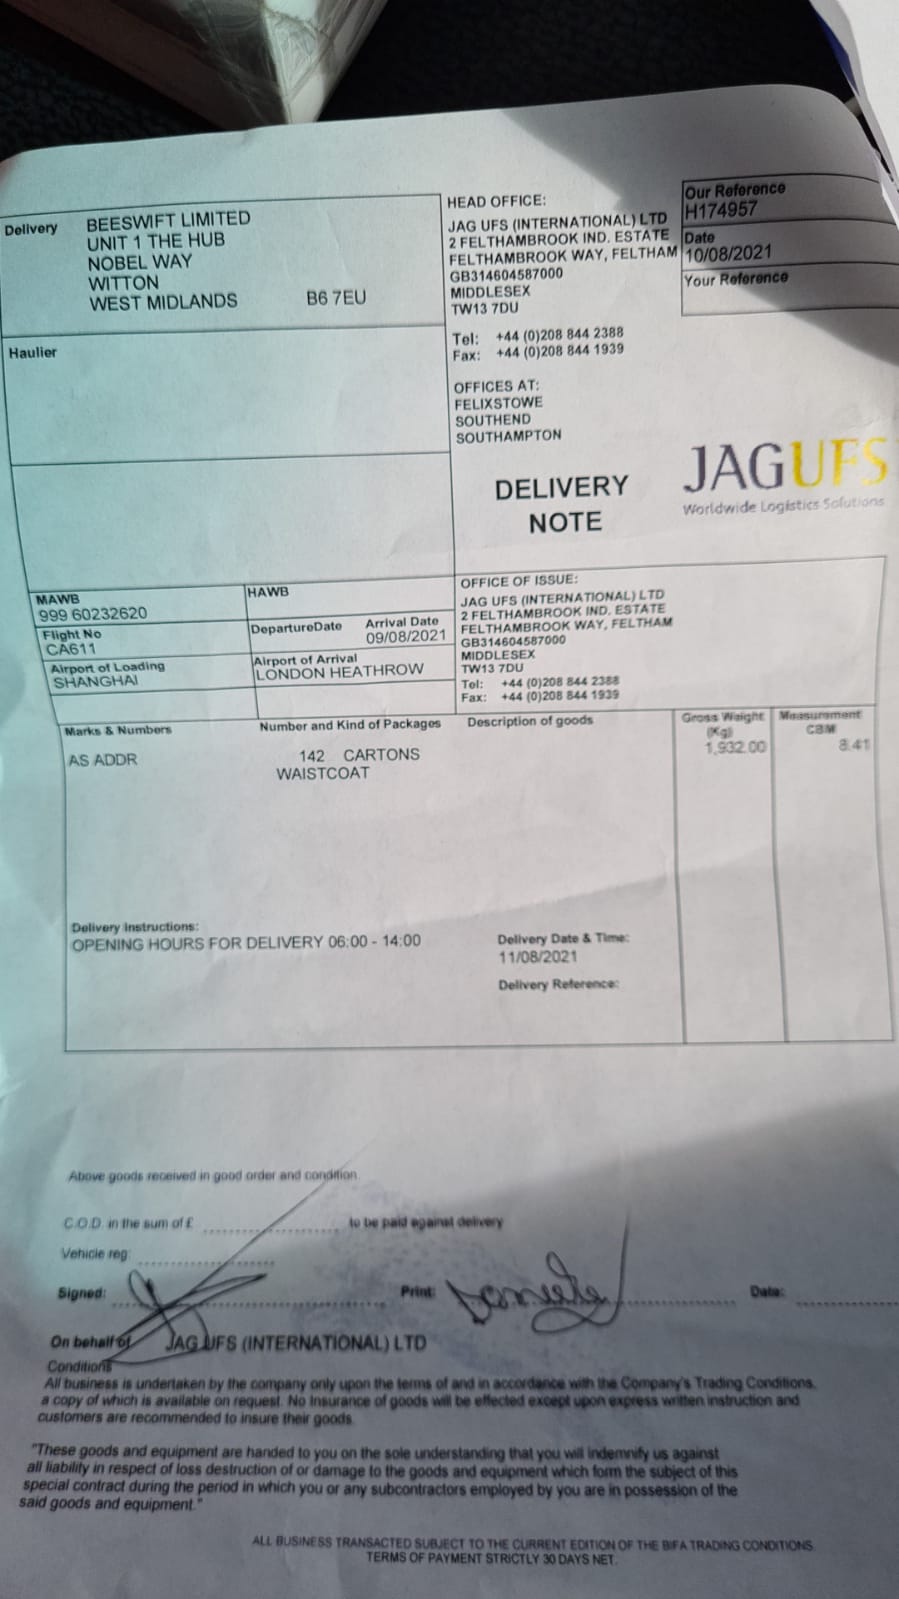 Delivery
BEESWIFT LIMITED
UNIT 1 THE HUB
NOBEL WAY
WITTON
WEST MIDLANDS B6 7EU
Haulier
HEAD OFFICE:
JAG UFS (INTERNATIONAL) LTD
2 FELTHAMBROOK IND. ESTATE
FELTHAMBROOK WAY, FELTHAM
GB314604587000
MIDDLESEX
TW13 7DU
Tel: +44 (0)208 844 2388
Fax: +44 (0)208 844 1939
OFFICES AT:
FELIXSTOWE
SOUTHEND
SOUTHAMPTON
Our Reference
H174957
Date
10/08/2021
Your Reference
DELIVERY
NOTE
JAGUFS
Worldwide Logistics Solutions
MAWB
999 60232620
HAWB
Flight No
CA611
DepartureDate
Arrival Date
09/08/2021
Airport of Loading
SHANGHAI
Airport of Arrival
LONDON HEATHROW
OFFICE OF ISSUE:
JAG UFS (INTERNATIONAL) LTD
2 FELTHAMBROOK IND. ESTATE
FELTHAMBROOK WAY, FELTHAM
GB314604587000
MIDDLESEX
TW13 7DU
Tel: +44 (0)208 844 2388
Fax: +44 (0)208 844 1939
Marks & Numbers
Number and Kind of Packages
Description of goods
Gross Weight
(Kg)
Measurement
CBM
AS ADDR
142 CARTONS
WAISTCOAT
1,932.00
8.41
Delivery Instructions:
OPENING HOURS FOR DELIVERY 06:00 - 14:00
Delivery Date & Time:
11/08/2021
Delivery Reference:
Above goods received in good order and condition
C.O.D. in the sum of £ to be paid against delivery
Vehicle reg:
Signed: Print: Date:
On behalf of JAG UFS (INTERNATIONAL) LTD
Conditions
All business is undertaken by the company only upon the terms of and in accordance with the Company's Trading Conditions,
a copy of which is available on request. No Insurance of goods will be effected except upon express written instruction and
customers are recommended to insure their goods.
"These goods and equipment are handed to you on the sole understanding that you will indemnify us against
all liability in respect of loss destruction of or damage to the goods and equipment which form the subject of this
special contract during the period in which you or any subcontractors employed by you are in possession of the
said goods and equipment."
ALL BUSINESS TRANSACTED SUBJECT TO THE CURRENT EDITION OF THE BIFA TRADING CONDITIONS
TERMS OF PAYMENT STRICTLY 30 DAYS NET.